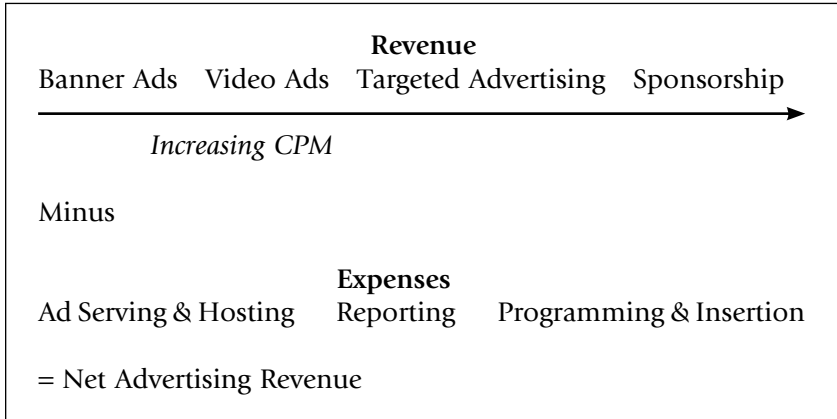 Revenue
Banner Ads Video Ads Targeted Advertising Sponsorship
Increasing CPM
Minus
Expenses
Ad Serving & Hosting Reporting Programming & Insertion
= Net Advertising Revenue